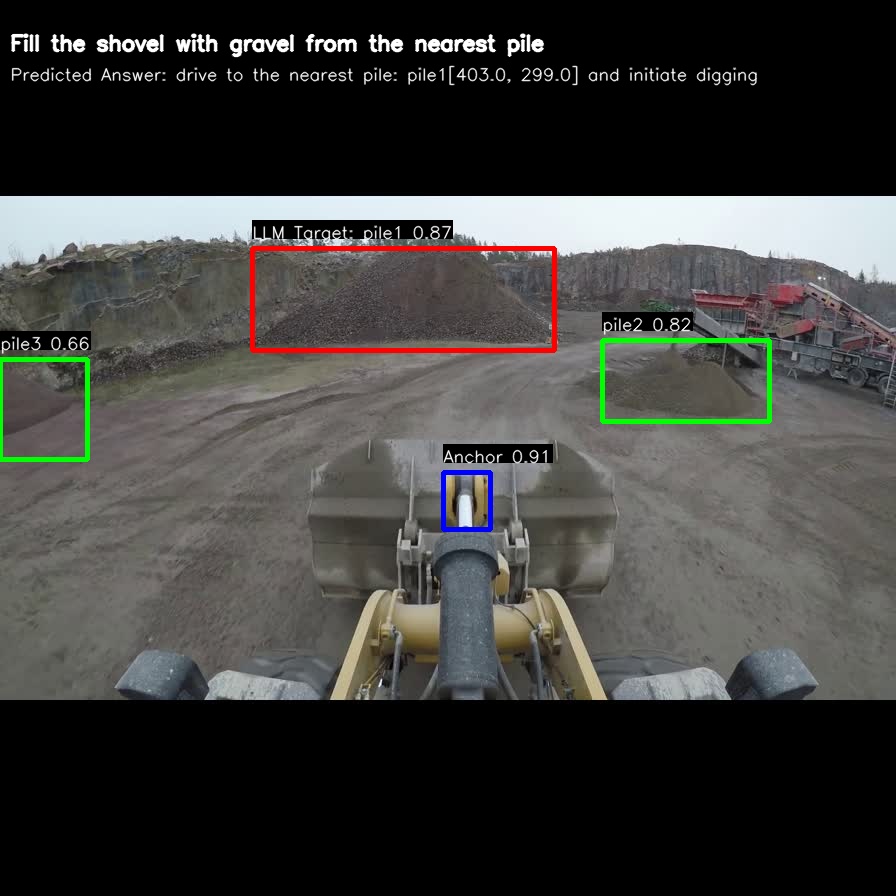 Fill the shovel with gravel from the nearest pile
Predicted Answer: drive to the nearest pile: pile1[403.0, 299.0] and initiate digging
LLM Target: pile1 0.87
pile2 0.82
pile3 0.66
Anchor 0.91